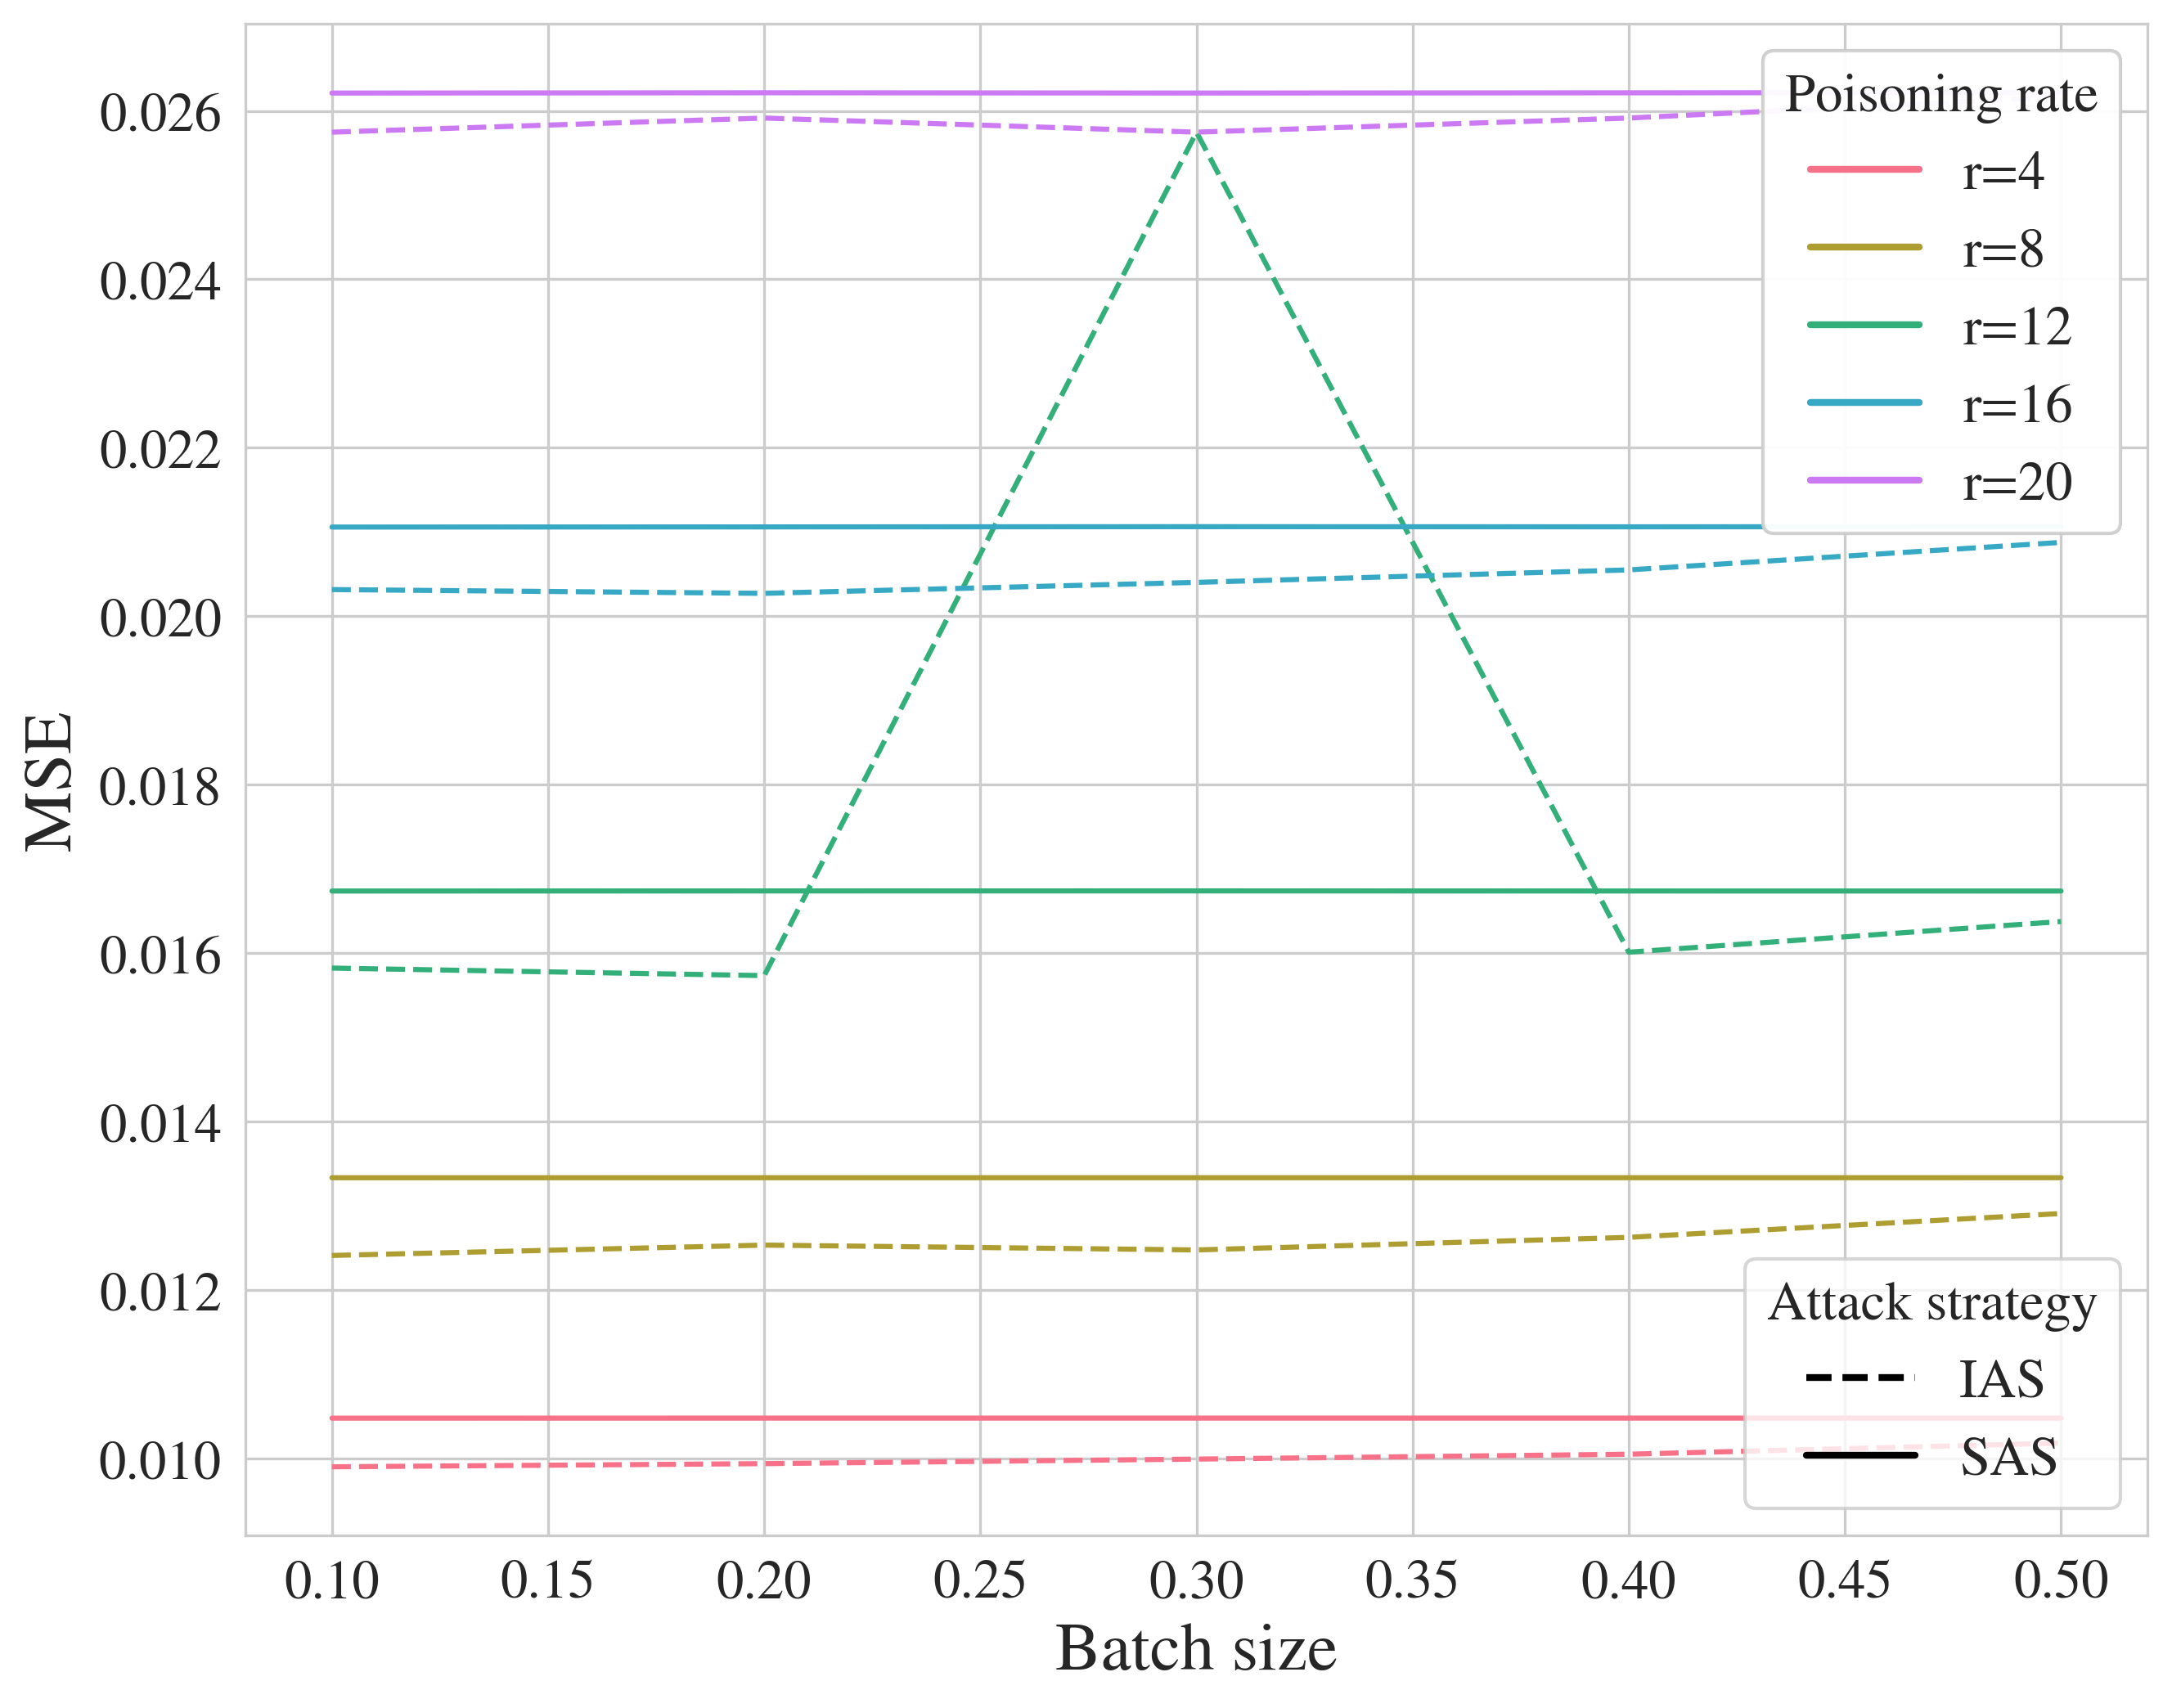 MSE
0.026
0.024
0.022
0.020
0.018
0.016
0.014
0.012
0.010
Poisoning rate
r=4
r=8
r=12
r=16
r=20
Attack strategy
IAS
SAS
0.10 0.15 0.20 0.25 0.30 0.35 0.40 0.45 0.50
Batch size